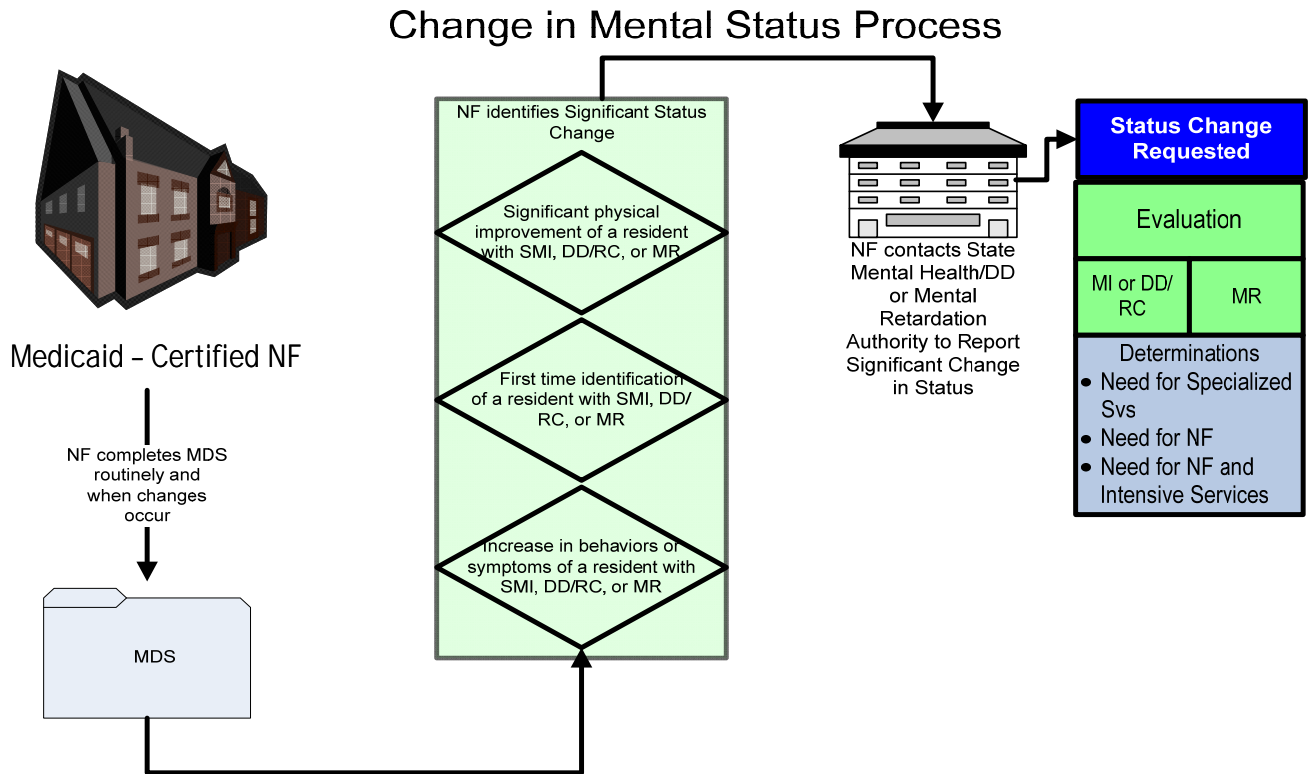 Change in Mental Status Process
Medicaid – Certified NF
NF completes MDS
routinely and
when changes
occur
MDS
NF identifies Significant Status
Change
Significant physical
improvement of a resident
with SMI, DD/RC, or MR
First time identification
of a resident with SMI, DD/
RC, or MR
Increase in behaviors or
symptoms of a resident with
SMI, DD/RC, or MR
NF contacts State
Mental Health/DD
or Mental
Retardation
Authority to Report
Significant Change
in Status
Status Change
Requested
Evaluation
MI or DD/
RC
MR
Determinations
• Need for Specialized
Svs
• Need for NF
• Need for NF and
Intensive Services